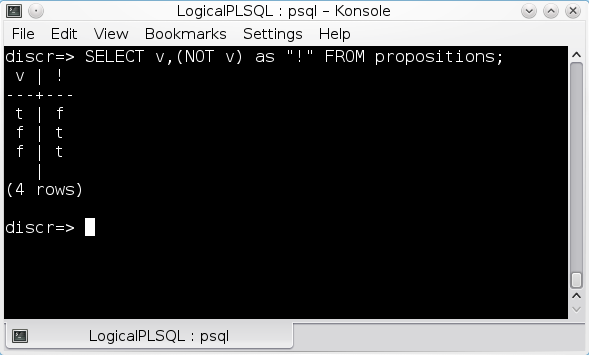 LogicalPLSQL : psql – Konsole
File Edit View Bookmarks Settings Help
discr=> SELECT v,(NOT v) as "!" FROM propositions;
 v | !
---+---
 t | f
 f | t
 f | t
   |
(4 rows)
discr=>
LogicalPLSQL : psql